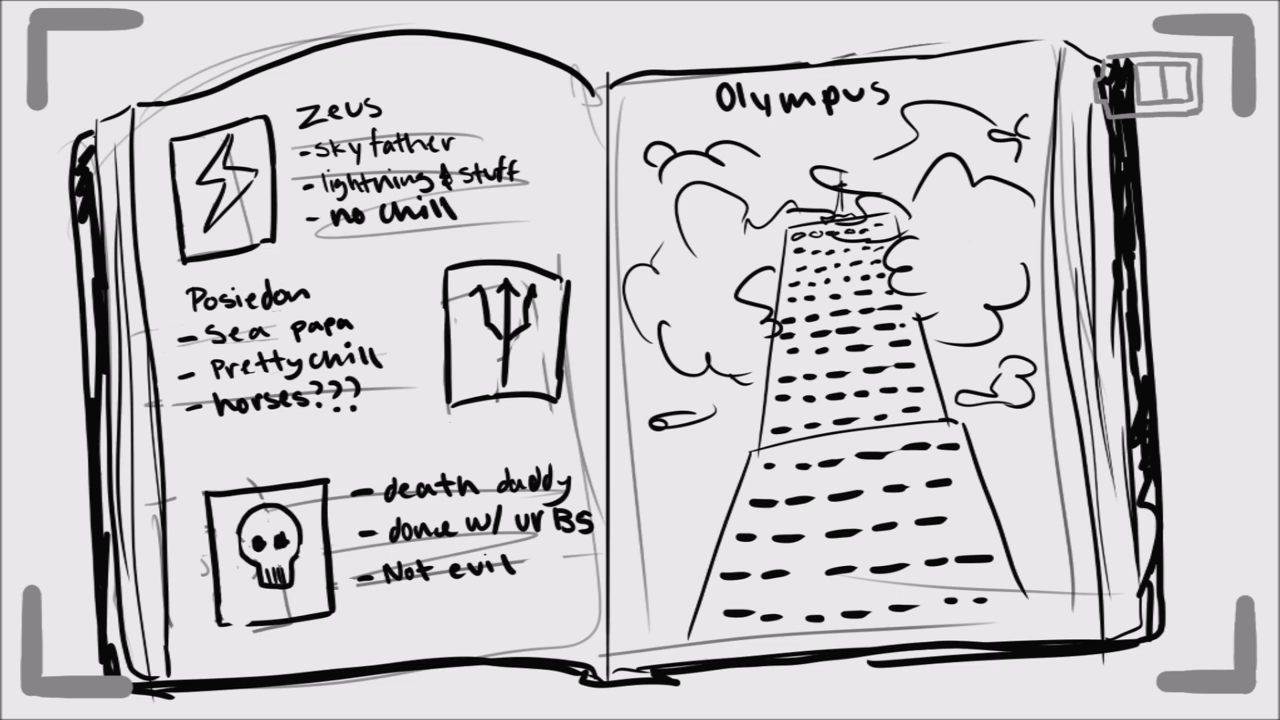 Zeus
- sky father
- lightning & stuff
- no chill
Posiedon
- Sea papa
- Pretty chill
- horses???
- death daddy
- done w/ ur BS
- Not evil
Olympus